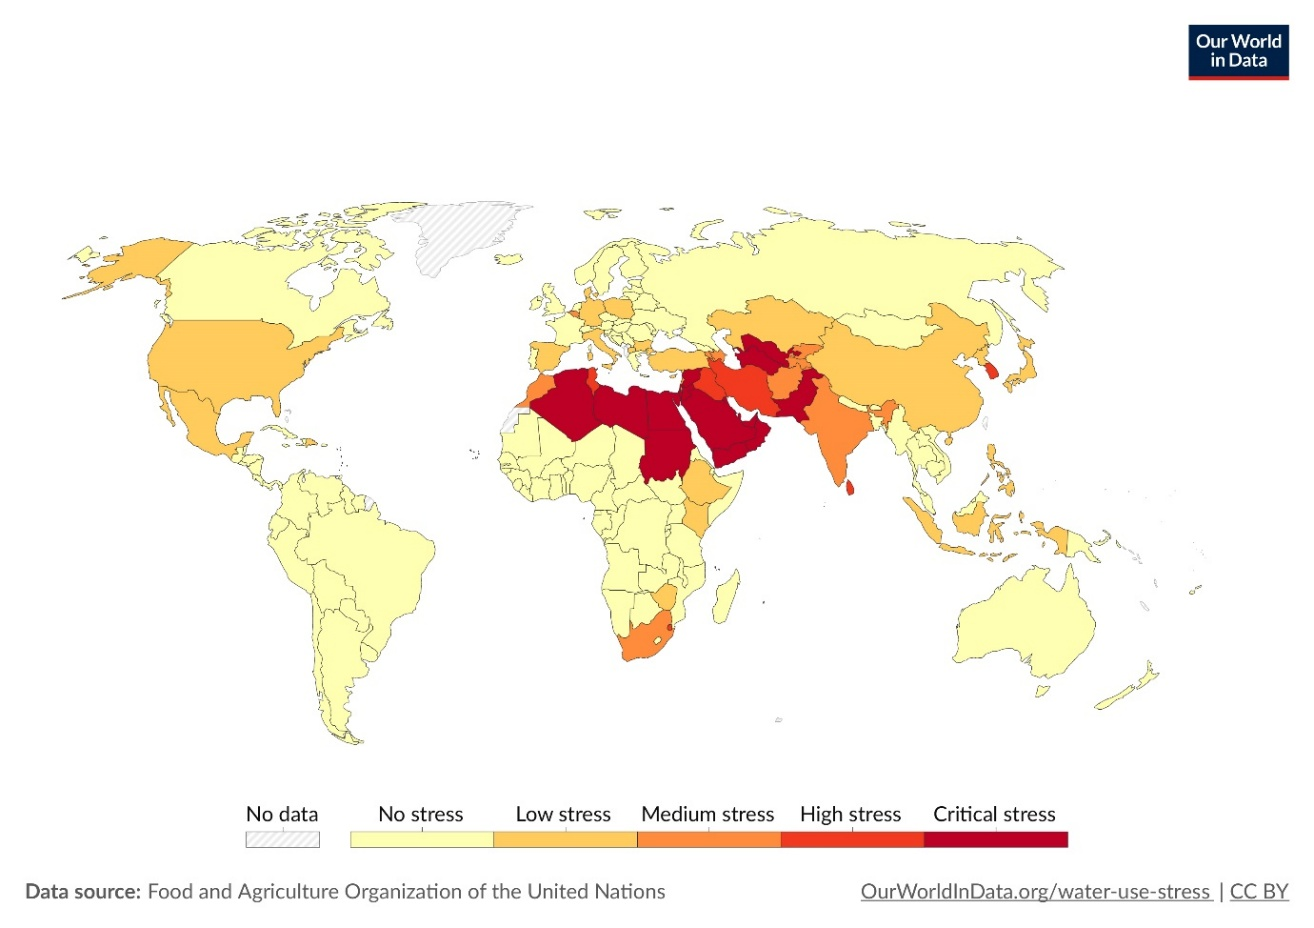 Our World
in Data
No data
No stress
Low stress
Medium stress
High stress
Critical stress
Data source: Food and Agriculture Organization of the United Nations
OurWorldInData.org/water-use-stress | CC BY